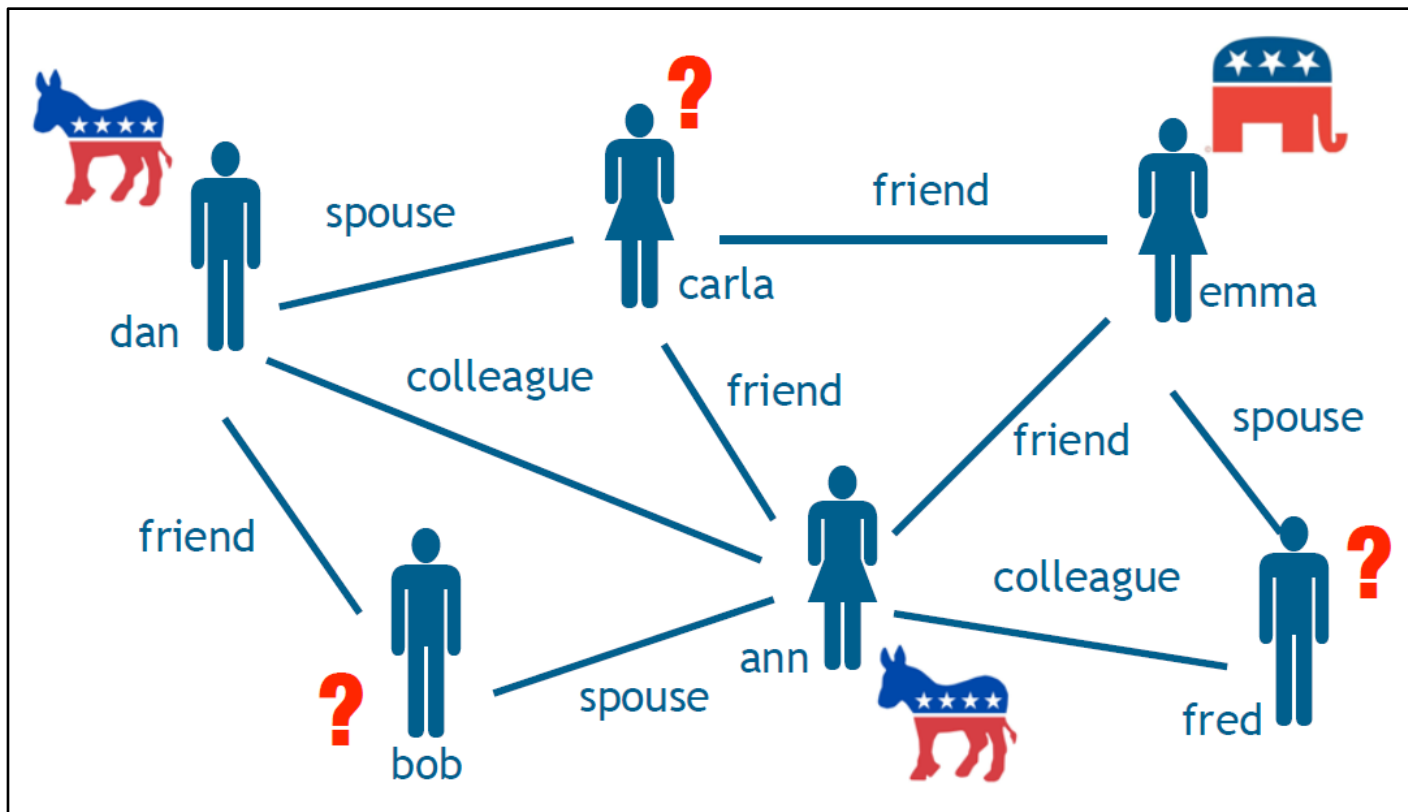 ?
friend
spouse
carla
emma
dan
colleague
friend
friend
spouse
friend
?
colleague
ann
?
spouse
fred
bob